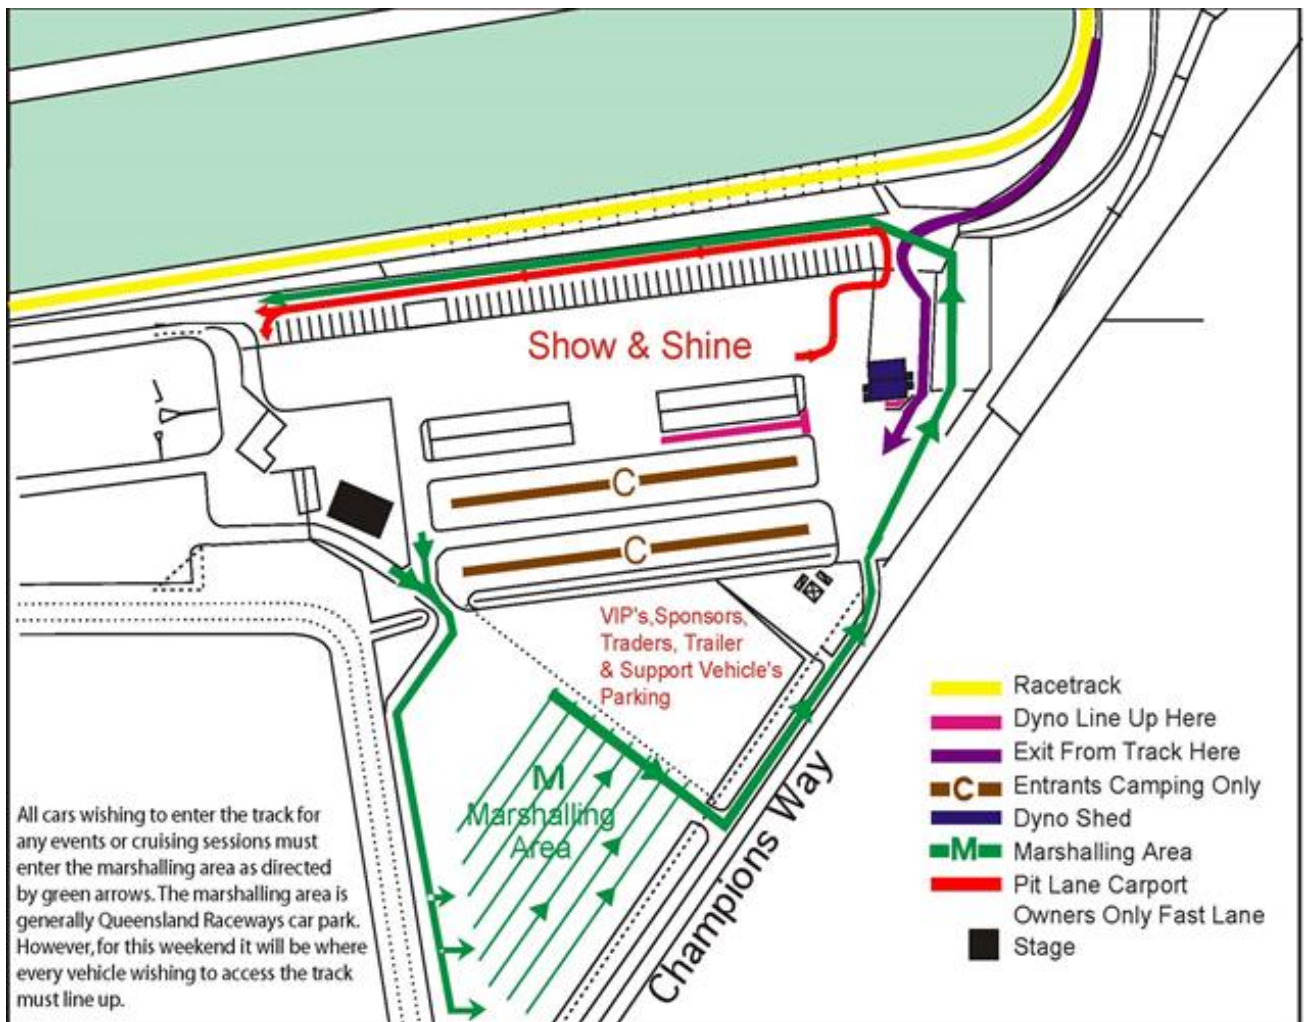 Show & Shine
C
C
VIP's,Sponsors,
Traders, Trailer
& Support Vehicle's
Parking
M
Marshalling
Area
Champions Way
All cars wishing to enter the track for
any events or cruising sessions must
enter the marshalling area as directed
by green arrows. The marshalling area is
generally Queensland Raceways car park.
However, for this weekend it will be where
every vehicle wishing to access the track
must line up.
Racetrack
Dyno Line Up Here
Exit From Track Here
C Entrants Camping Only
Dyno Shed
M Marshalling Area
Pit Lane Carport
Owners Only Fast Lane
Stage